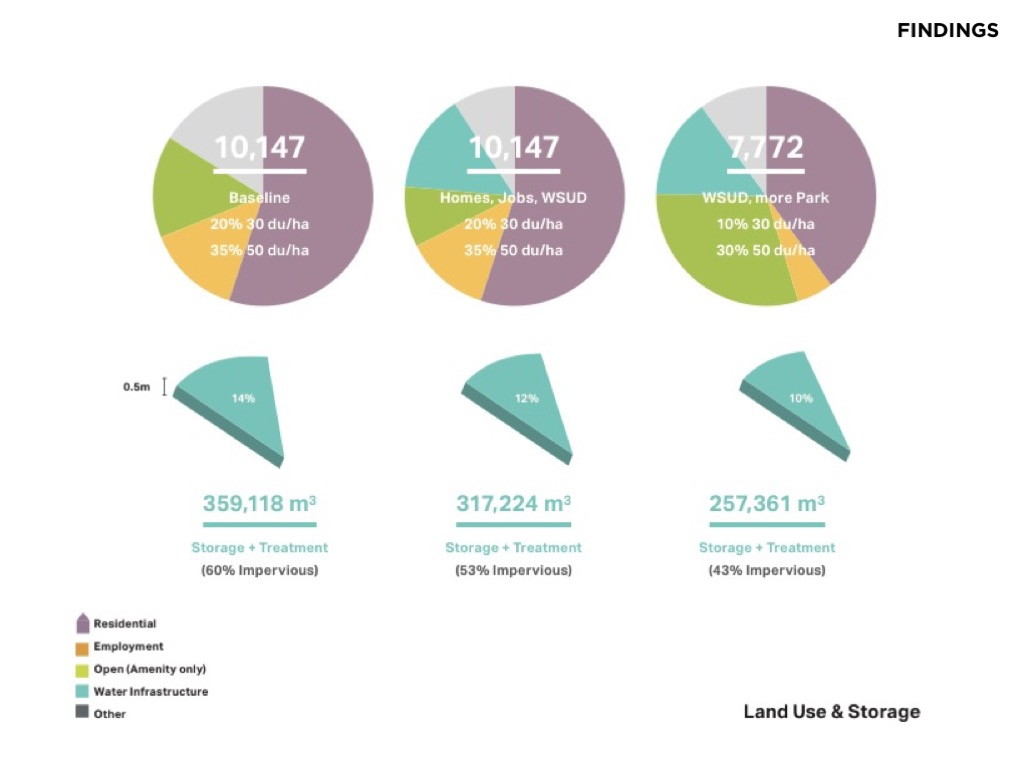 FINDINGS
10,147
Baseline
20% 30 du/ha
35% 50 du/ha
10,147
Homes, Jobs, WSUD
20% 30 du/ha
35% 50 du/ha
7,772
WSUD, more Park
10% 30 du/ha
30% 50 du/ha
0.5m
14%
12%
10%
359,118 m³
Storage + Treatment
(60% Impervious)
317,224 m³
Storage + Treatment
(53% Impervious)
257,361 m³
Storage + Treatment
(43% Impervious)
Residential
Employment
Open (Amenity only)
Water Infrastructure
Other
Land Use & Storage